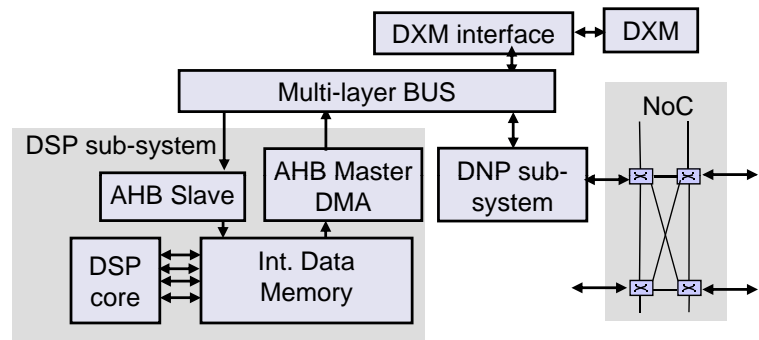 DXM interface
DXM
Multi-layer BUS
NoC
DSP sub-system
AHB Slave
AHB Master
DMA
DNP sub-
system
DSP
core
Int. Data
Memory